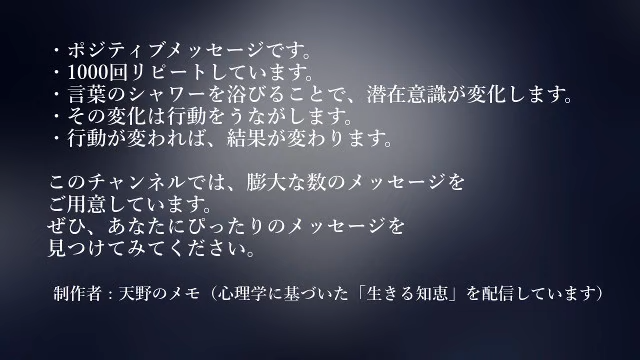 ・ポジティブメッセージです。
・1000回リピートしています。
・言葉のシャワーを浴びることで、潜在意識が変化します。
・その変化は行動をうながします。
・行動が変われば、結果が変わります。
このチャンネルでは、膨大な数のメッセージを
ご用意しています。
ぜひ、あなたにぴったりのメッセージを
見つけてみてください。
制作者：天野のメモ（心理学に基づいた「生きる知恵」を配信しています）